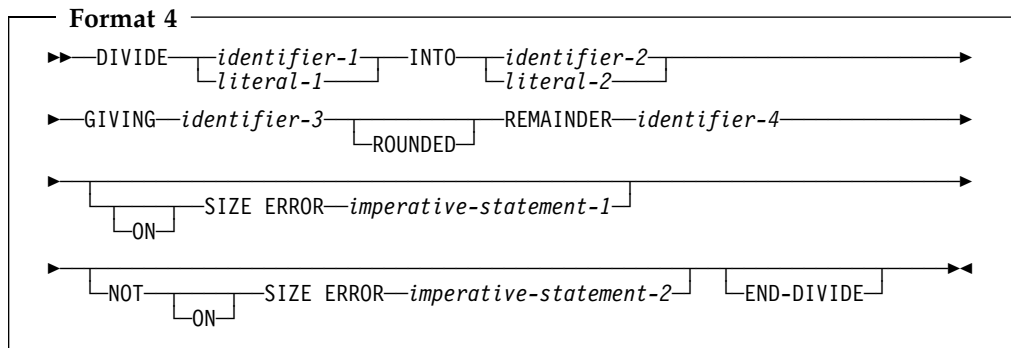 Format 4
DIVIDE identifier-1 INTO identifier-2
literal-1 literal-2
GIVING identifier-3 REMAINDER identifier-4
ROUNDED
SIZE ERROR imperative-statement-1
ON
NOT SIZE ERROR imperative-statement-2 END-DIVIDE
ON